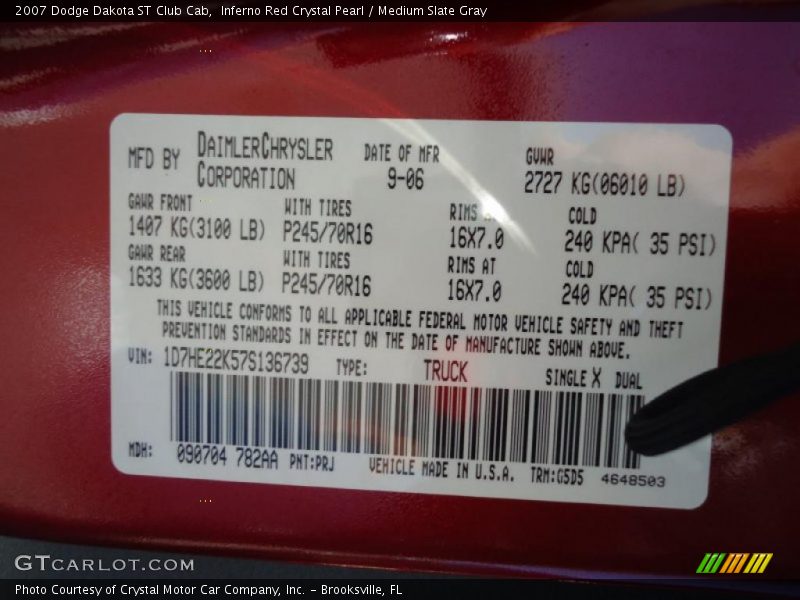 2007 Dodge Dakota ST Club Cab,  Inferno Red Crystal Pearl / Medium Slate Gray
MFD BY DAIMLERCHRYSLER CORPORATION
DATE OF MFR 9-06
GVWR 2727 KG(06010 LB)
GAWR FRONT WITH TIRES RIMS COLD
1407 KG(3100 LB) P245/70R16 16X7.0 240 KPA( 35 PSI)
GAWR REAR WITH TIRES RIMS AT COLD
1633 KG(3600 LB) P245/70R16 16X7.0 240 KPA( 35 PSI)
THIS VEHICLE CONFORMS TO ALL APPLICABLE FEDERAL MOTOR VEHICLE SAFETY AND THEFT
PREVENTION STANDARDS IN EFFECT ON THE DATE OF MANUFACTURE SHOWN ABOVE.
VIN: 1D7HE22K57S136739 TYPE: TRUCK SINGLE X DUAL
MDH: 090704 782AA PNT:PRJ VEHICLE MADE IN U.S.A. TRM:G5D5 4648503
GTCARLOT.COM
Photo Courtesy of Crystal Motor Car Company, Inc. – Brooksville, FL